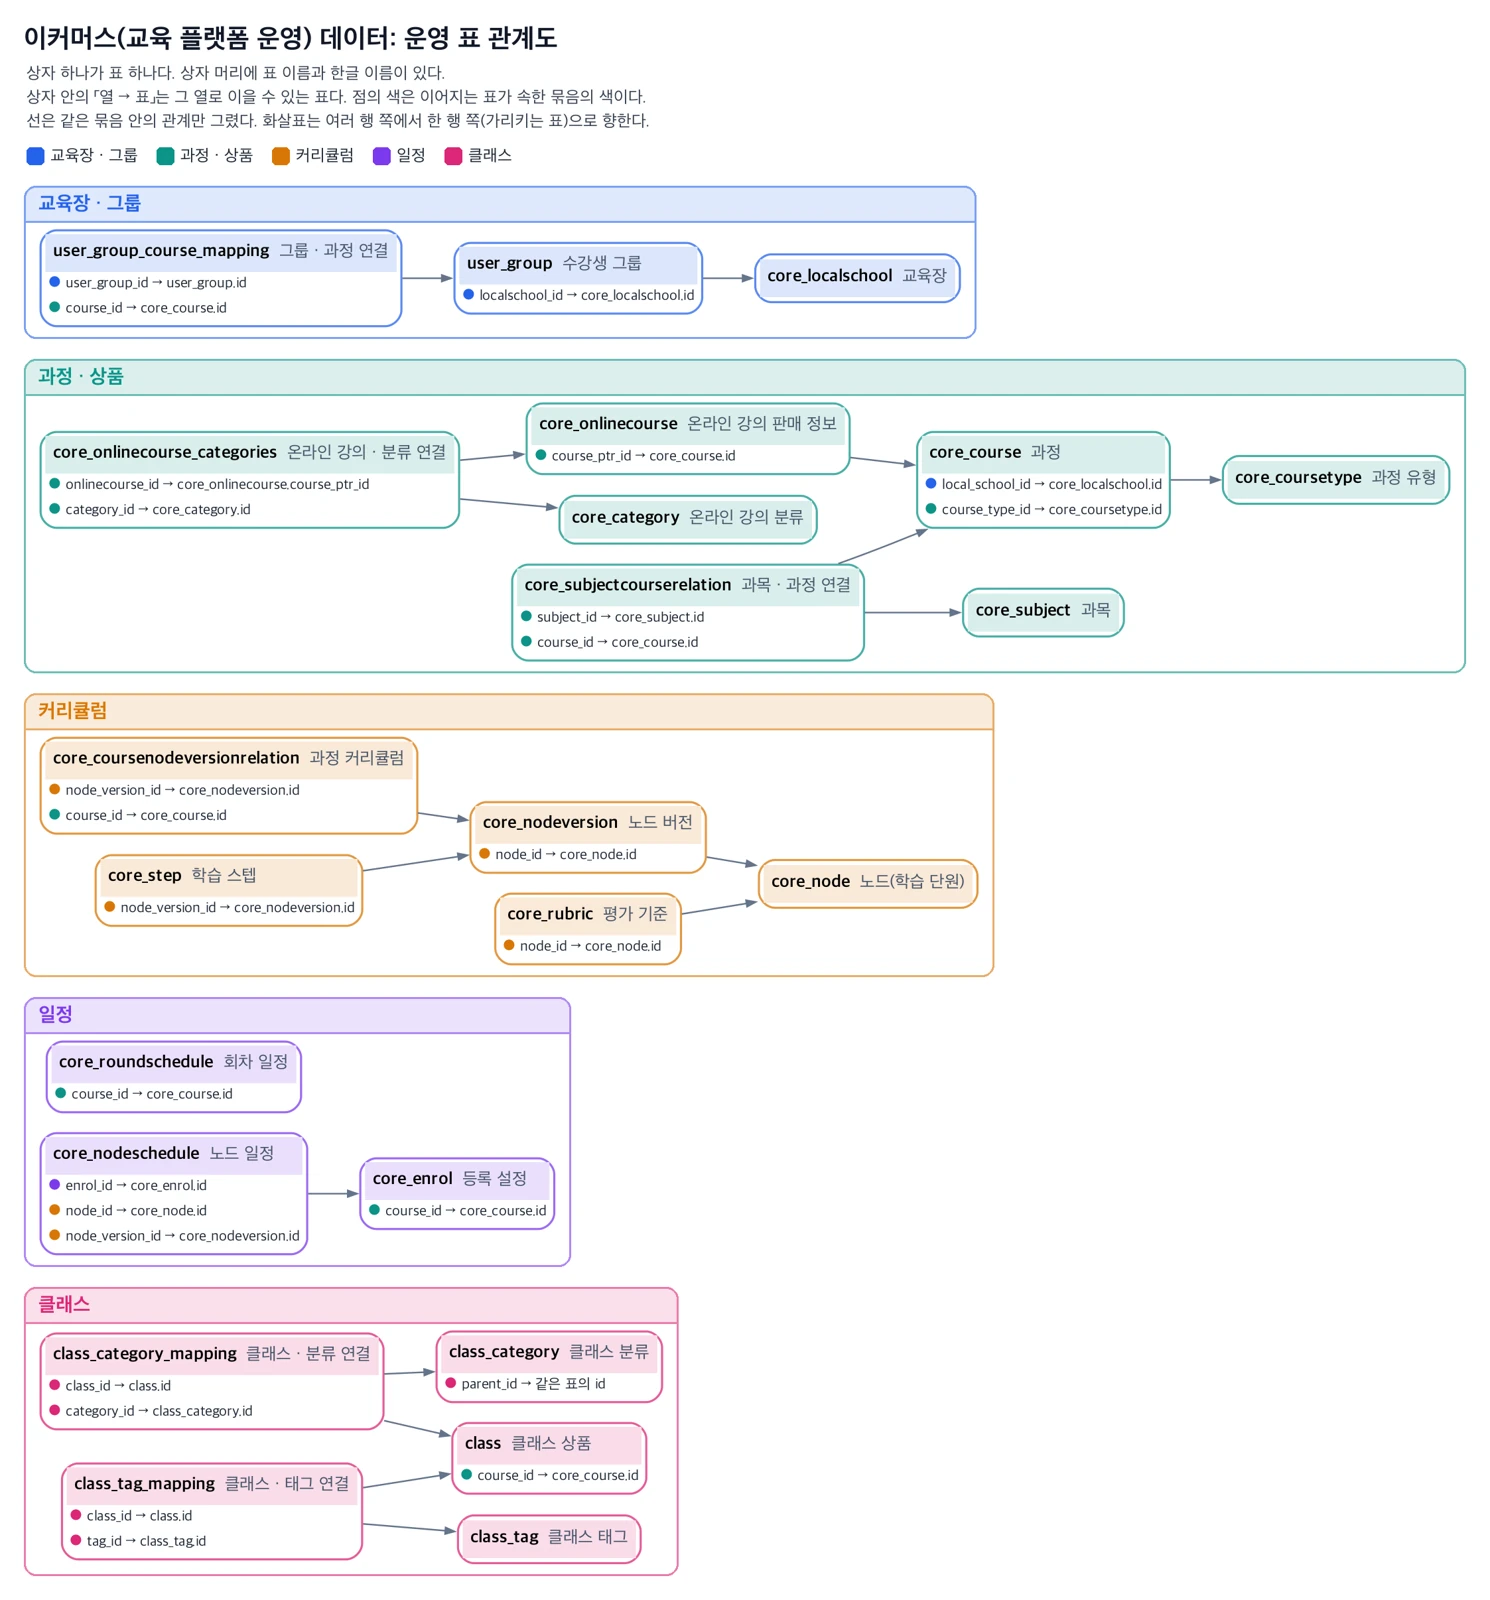 이커머스(교육 플랫폼 운영) 데이터: 운영 표 관계도
상자 하나가 표 하나다. 상자 머리에 표 이름과 한글 이름이 있다.
상자 안의 「열 → 표」는 그 열로 이을 수 있는 표다. 점의 색은 이어지는 표가 속한 묶음의 색이다.
선은 같은 묶음 안의 관계만 그렸다. 화살표는 여러 행 쪽에서 한 행 쪽(가리키는 표)으로 향한다.
교육장 · 그룹 과정 · 상품 커리큘럼 일정 클래스
교육장 · 그룹
user_group_course_mapping 그룹 · 과정 연결
user_group_id → user_group.id
course_id → core_course.id
user_group 수강생 그룹
localschool_id → core_localschool.id
core_localschool 교육장
과정 · 상품
core_onlinecourse_categories 온라인 강의 · 분류 연결
onlinecourse_id → core_onlinecourse.course_ptr_id
category_id → core_category.id
core_onlinecourse 온라인 강의 판매 정보
course_ptr_id → core_course.id
core_category 온라인 강의 분류
core_course 과정
local_school_id → core_localschool.id
course_type_id → core_coursetype.id
core_coursetype 과정 유형
core_subjectcourserelation 과목 · 과정 연결
subject_id → core_subject.id
course_id → core_course.id
core_subject 과목
커리큘럼
core_coursenodeversionrelation 과정 커리큘럼
node_version_id → core_nodeversion.id
course_id → core_course.id
core_step 학습 스텝
node_version_id → core_nodeversion.id
core_nodeversion 노드 버전
node_id → core_node.id
core_rubric 평가 기준
node_id → core_node.id
core_node 노드(학습 단원)
일정
core_roundschedule 회차 일정
course_id → core_course.id
core_nodeschedule 노드 일정
enrol_id → core_enrol.id
node_id → core_node.id
node_version_id → core_nodeversion.id
core_enrol 등록 설정
course_id → core_course.id
클래스
class_category_mapping 클래스 · 분류 연결
class_id → class.id
category_id → class_category.id
class_category 클래스 분류
parent_id → 같은 표의 id
class 클래스 상품
course_id → core_course.id
class_tag_mapping 클래스 · 태그 연결
class_id → class.id
tag_id → class_tag.id
class_tag 클래스 태그